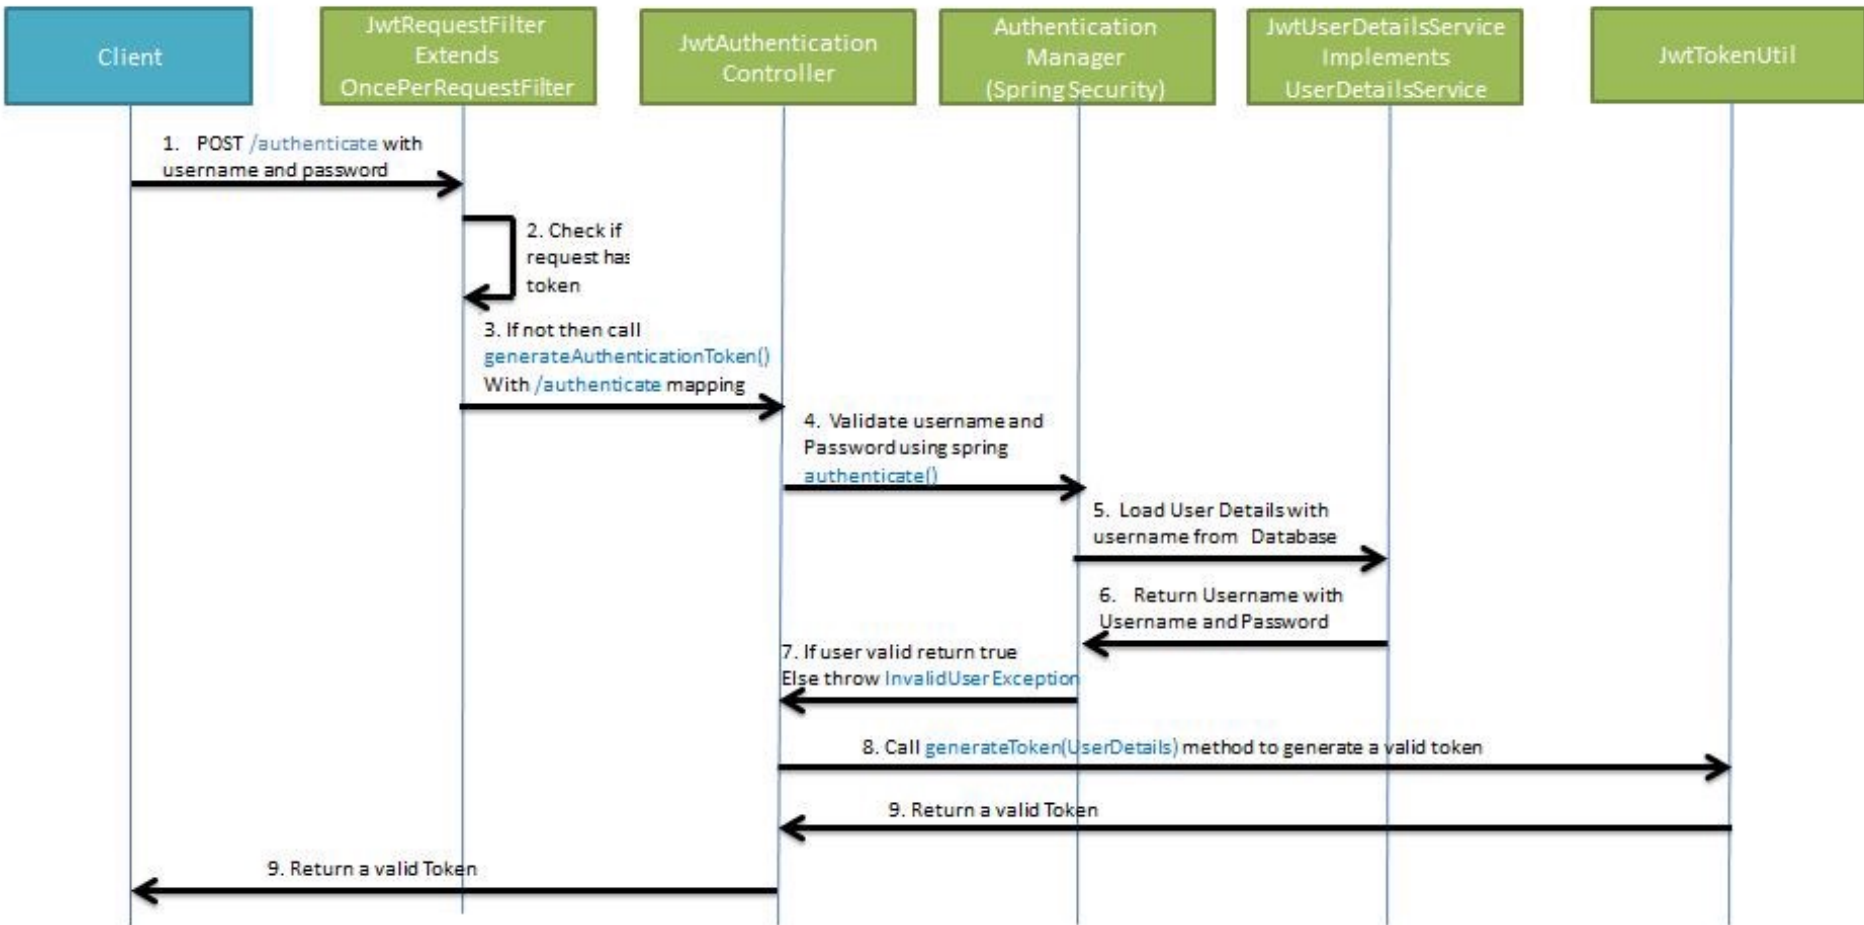 Client
JwtRequestFilter
Extends
OncePerRequestFilter
JwtAuthentication
Controller
Authentication
Manager
(Spring Security)
JwtUserDetailsService
Implements
UserDetailsService
JwtTokenUtil
1. POST /authenticate with
username and password
2. Check if
request has
token
3. If not then call
generateAuthenticationToken()
With /authenticate mapping
4. Validate username and
Password using spring
authenticate()
5. Load User Details with
username from Database
6. Return Username with
Username and Password
7. If user valid return true
Else throw InvalidUserException
8. Call generateToken(UserDetails) method to generate a valid token
9. Return a valid Token
9. Return a valid Token